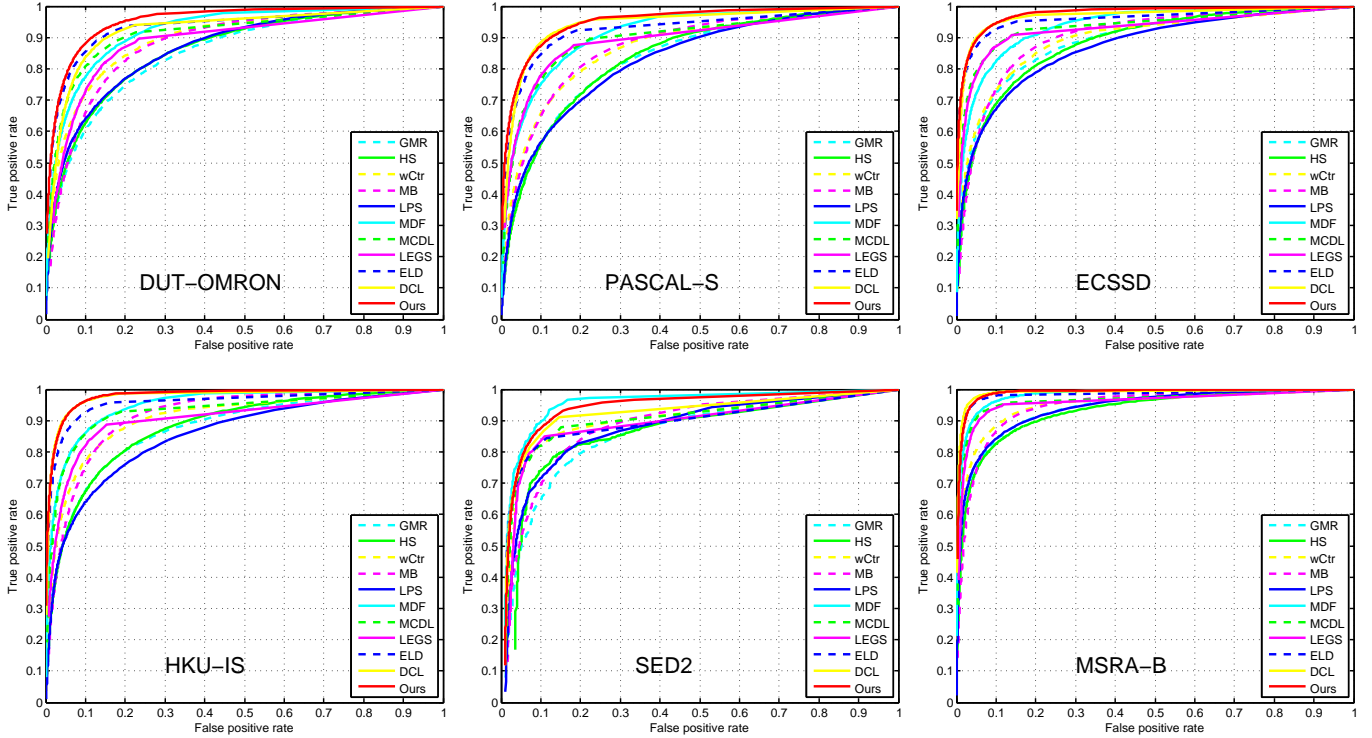 1
0.9
0.8
0.7
0.6
0.5
0.4
0.3
0.2
0.1
0
True positive rate
GMR
HS
wCtr
MB
LPS
MDF
MCDL
LEGS
ELD
DCL
Ours
DUT-OMRON
0 0.1 0.2 0.3 0.4 0.5 0.6 0.7 0.8 0.9 1
False positive rate
1
0.9
0.8
0.7
0.6
0.5
0.4
0.3
0.2
0.1
0
True positive rate
GMR
HS
wCtr
MB
LPS
MDF
MCDL
LEGS
ELD
DCL
Ours
PASCAL-S
0 0.1 0.2 0.3 0.4 0.5 0.6 0.7 0.8 0.9 1
False positive rate
1
0.9
0.8
0.7
0.6
0.5
0.4
0.3
0.2
0.1
0
True positive rate
GMR
HS
wCtr
MB
LPS
MDF
MCDL
LEGS
ELD
DCL
Ours
ECSSD
0 0.1 0.2 0.3 0.4 0.5 0.6 0.7 0.8 0.9 1
False positive rate
1
0.9
0.8
0.7
0.6
0.5
0.4
0.3
0.2
0.1
0
True positive rate
GMR
HS
wCtr
MB
LPS
MDF
MCDL
LEGS
ELD
DCL
Ours
HKU-IS
0 0.1 0.2 0.3 0.4 0.5 0.6 0.7 0.8 0.9 1
False positive rate
1
0.9
0.8
0.7
0.6
0.5
0.4
0.3
0.2
0.1
0
True positive rate
GMR
HS
wCtr
MB
LPS
MDF
MCDL
LEGS
ELD
DCL
Ours
SED2
0 0.1 0.2 0.3 0.4 0.5 0.6 0.7 0.8 0.9 1
False positive rate
1
0.9
0.8
0.7
0.6
0.5
0.4
0.3
0.2
0.1
0
True positive rate
GMR
HS
wCtr
MB
LPS
MDF
MCDL
LEGS
ELD
DCL
Ours
MSRA-B
0 0.1 0.2 0.3 0.4 0.5 0.6 0.7 0.8 0.9 1
False positive rate